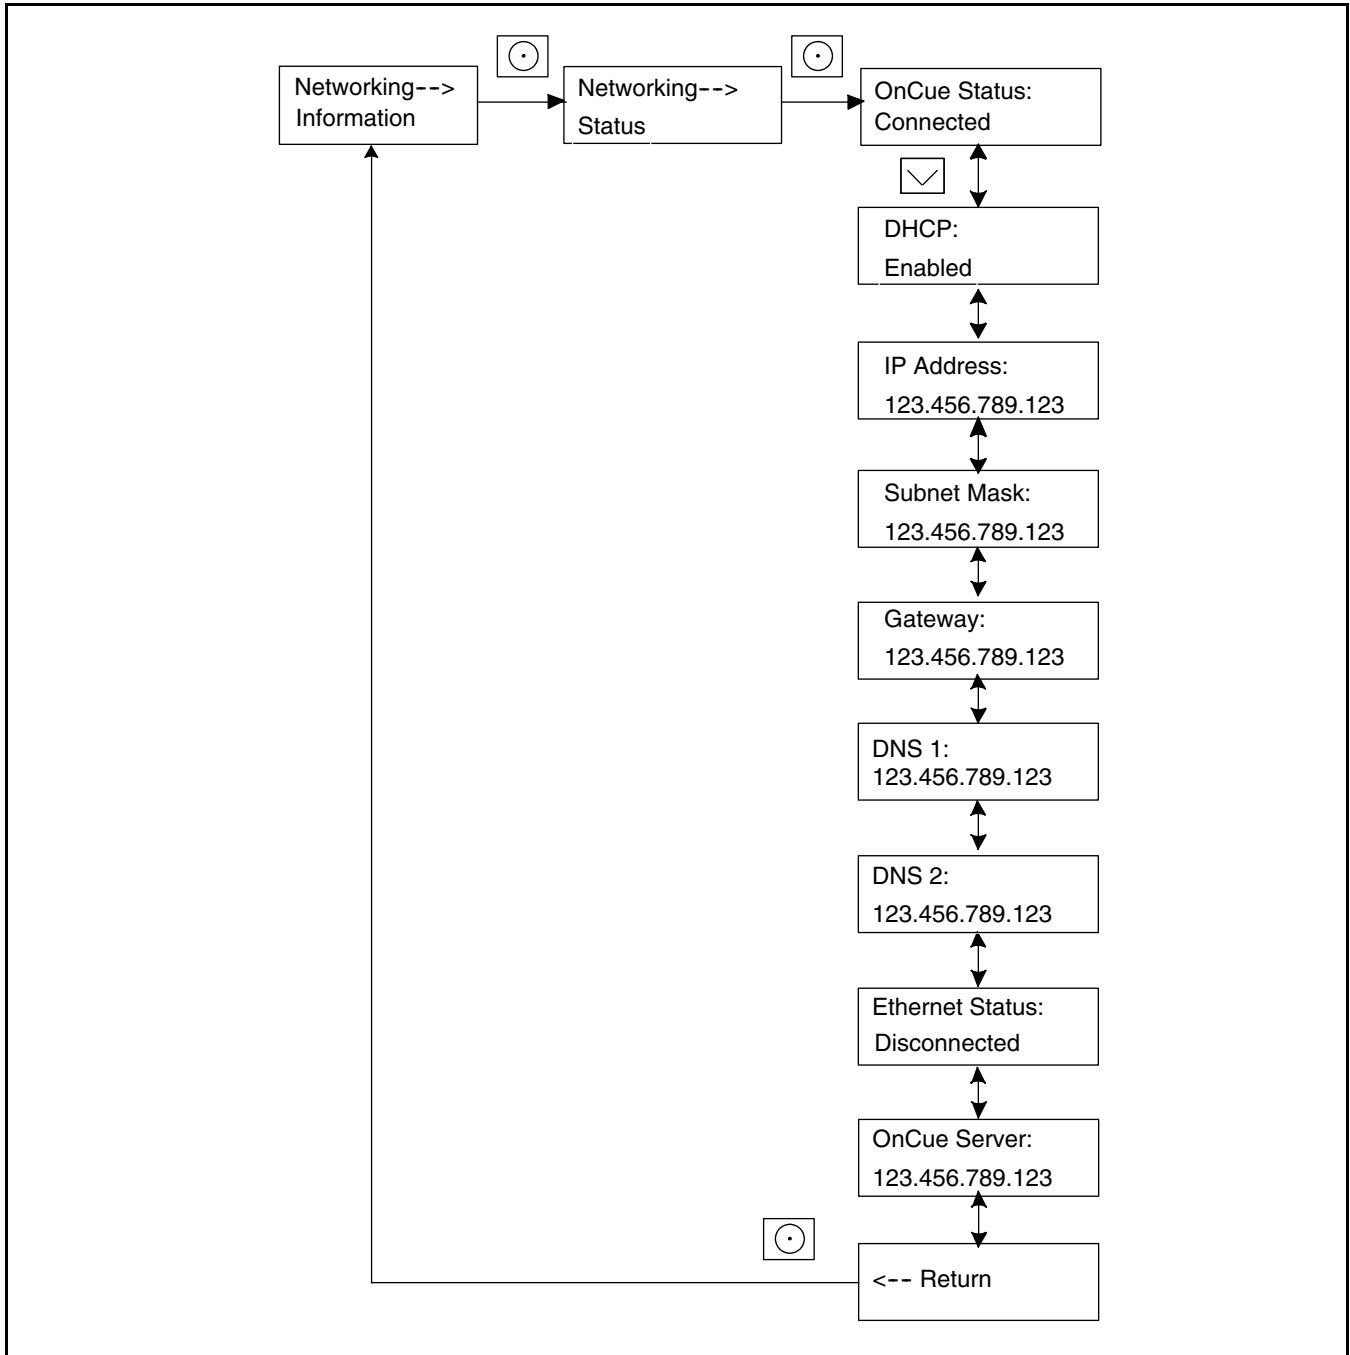 Networking-->
Information
Networking-->
Status
OnCue Status:
Connected
DHCP:
Enabled
IP Address:
123.456.789.123
Subnet Mask:
123.456.789.123
Gateway:
123.456.789.123
DNS 1:
123.456.789.123
DNS 2:
123.456.789.123
Ethernet Status:
Disconnected
OnCue Server:
123.456.789.123
<-- Return